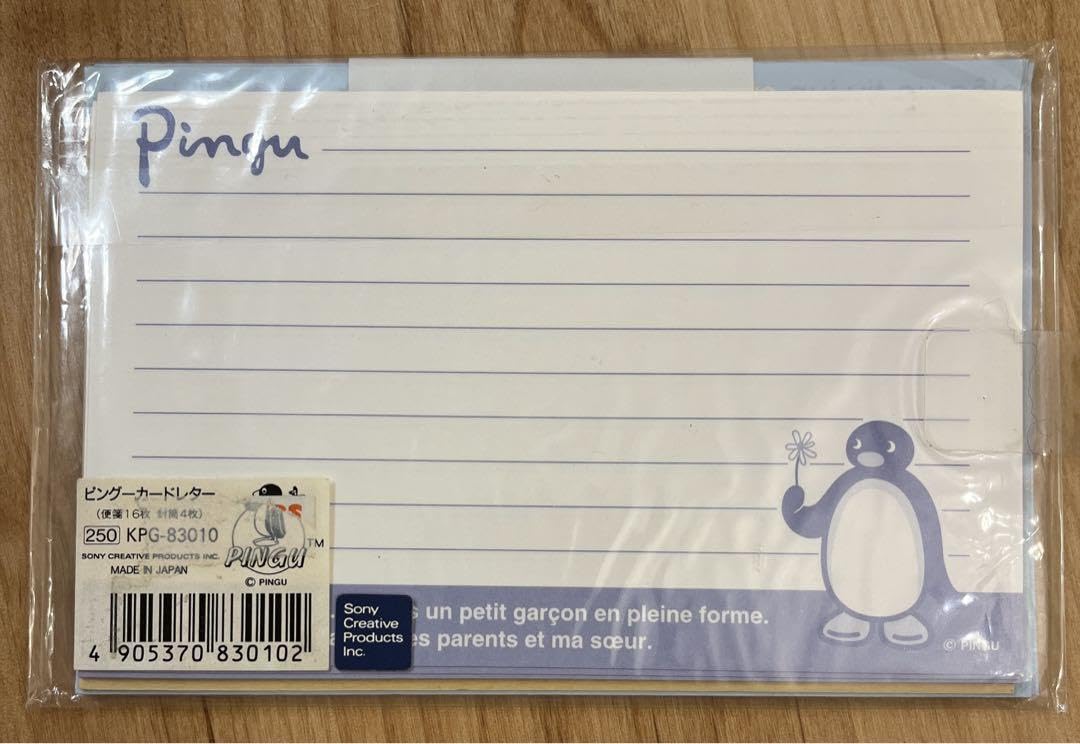 Pingu
ピングーカードレター
(便箋16枚 封筒4枚)
250 KPG-83010
SONY CREATIVE PRODUCTS INC.
MADE IN JAPAN
PINGU
TM
© PINGU
4 905370 830102
Sony
Creative
Products
Inc.
un petit garçon en pleine forme.
parents et ma sœur.
© PINGU